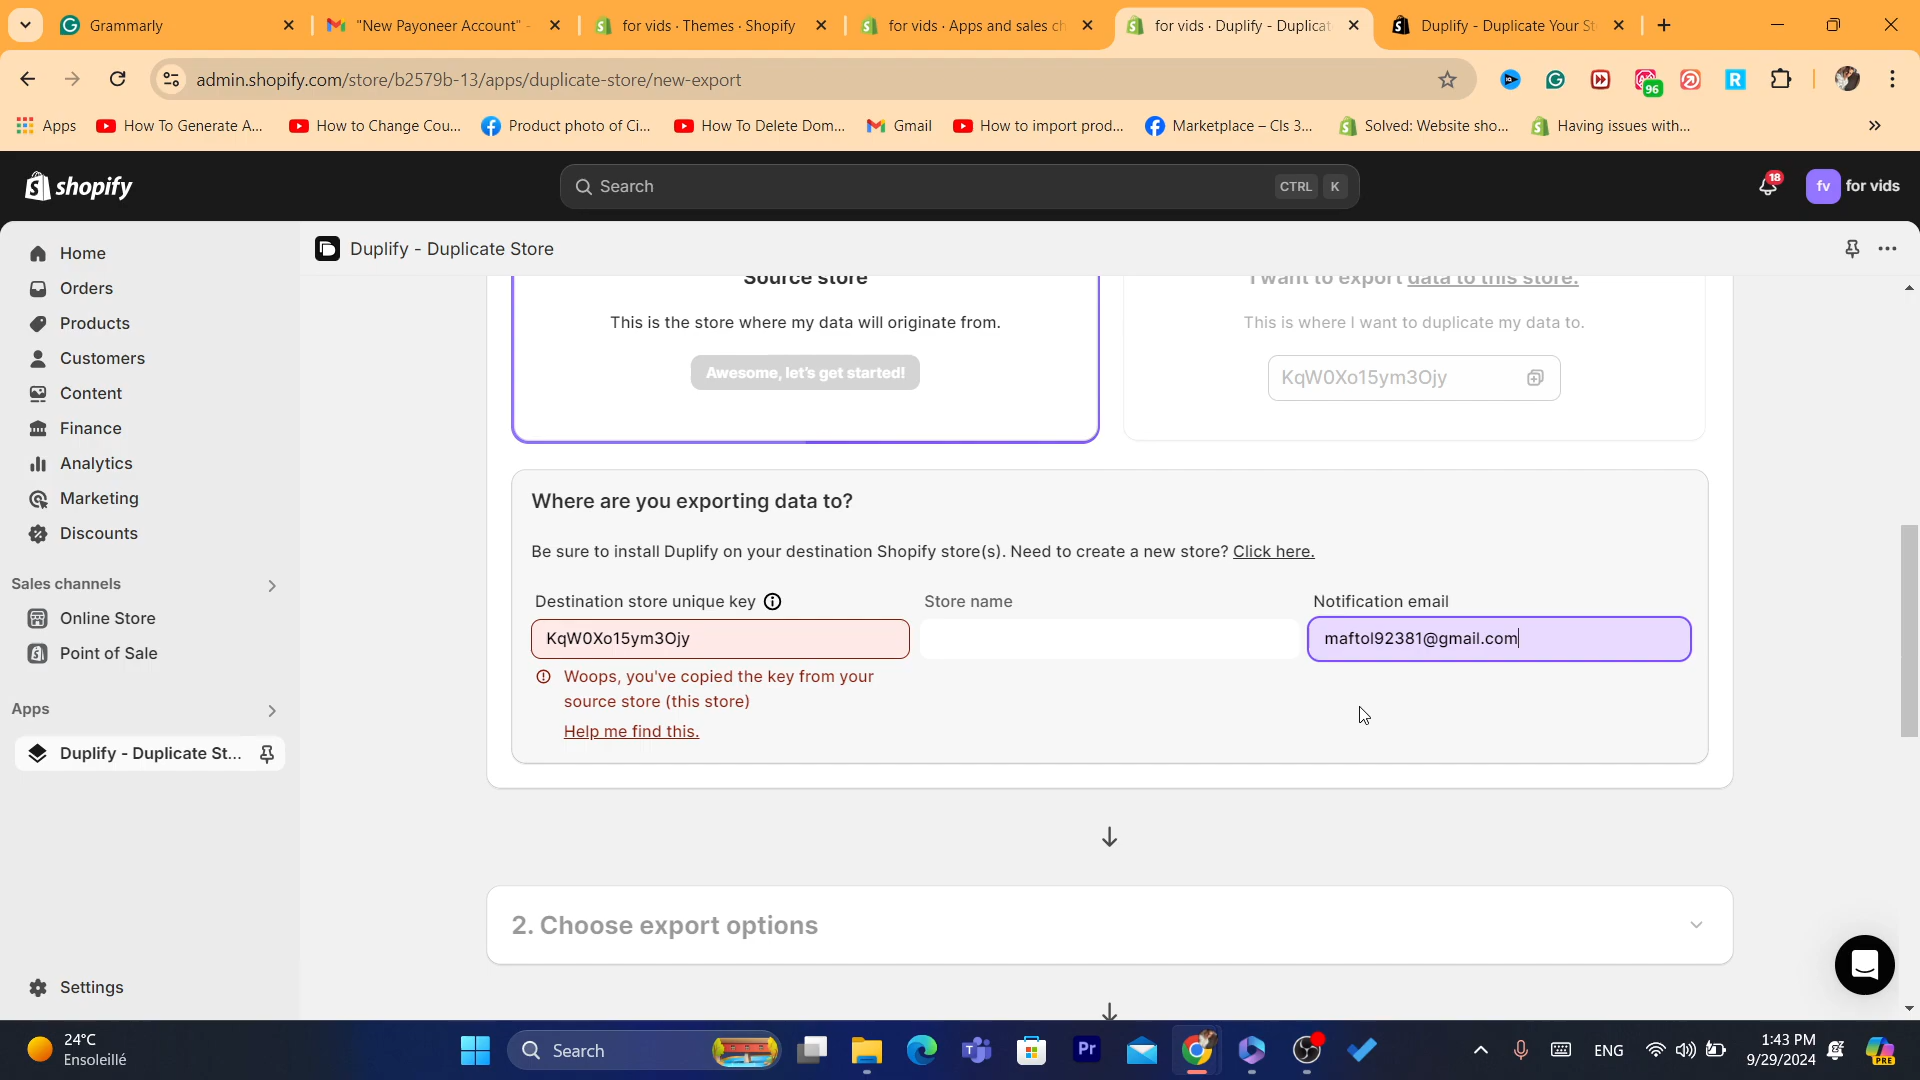 Grammarly
"New Payoneer Account" -
for vids · Themes · Shopify
for vids · Apps and sales ch
for vids · Duplify - Duplicat
Duplify - Duplicate Your St
admin.shopify.com/store/b2579b-13/apps/duplicate-store/new-export
96
Apps
How To Generate A...
How to Change Cou...
Product photo of Ci...
How To Delete Dom...
Gmail
How to import prod...
Marketplace – Cls 3...
Solved: Website sho...
Having issues with...
shopify
Search
CTRL K
18
fv
for vids
Home
Orders
Products
Customers
Content
Finance
Analytics
Marketing
Discounts
Sales channels
Online Store
Point of Sale
Apps
Duplify - Duplicate St...
Settings
Duplify - Duplicate Store
Source store
This is the store where my data will originate from.
Awesome, let's get started!
I want to export data to this store.
This is where I want to duplicate my data to.
KqW0Xo15ym3Ojy
Where are you exporting data to?
Be sure to install Duplify on your destination Shopify store(s). Need to create a new store? Click here.
Destination store unique key
Store name
Notification email
KqW0Xo15ym3Ojy
maftol92381@gmail.com
Woops, you've copied the key from your
source store (this store)
Help me find this.
2. Choose export options
24°C
Ensoleillé
Search
Pr
ENG
1:43 PM
9/29/2024
PRE